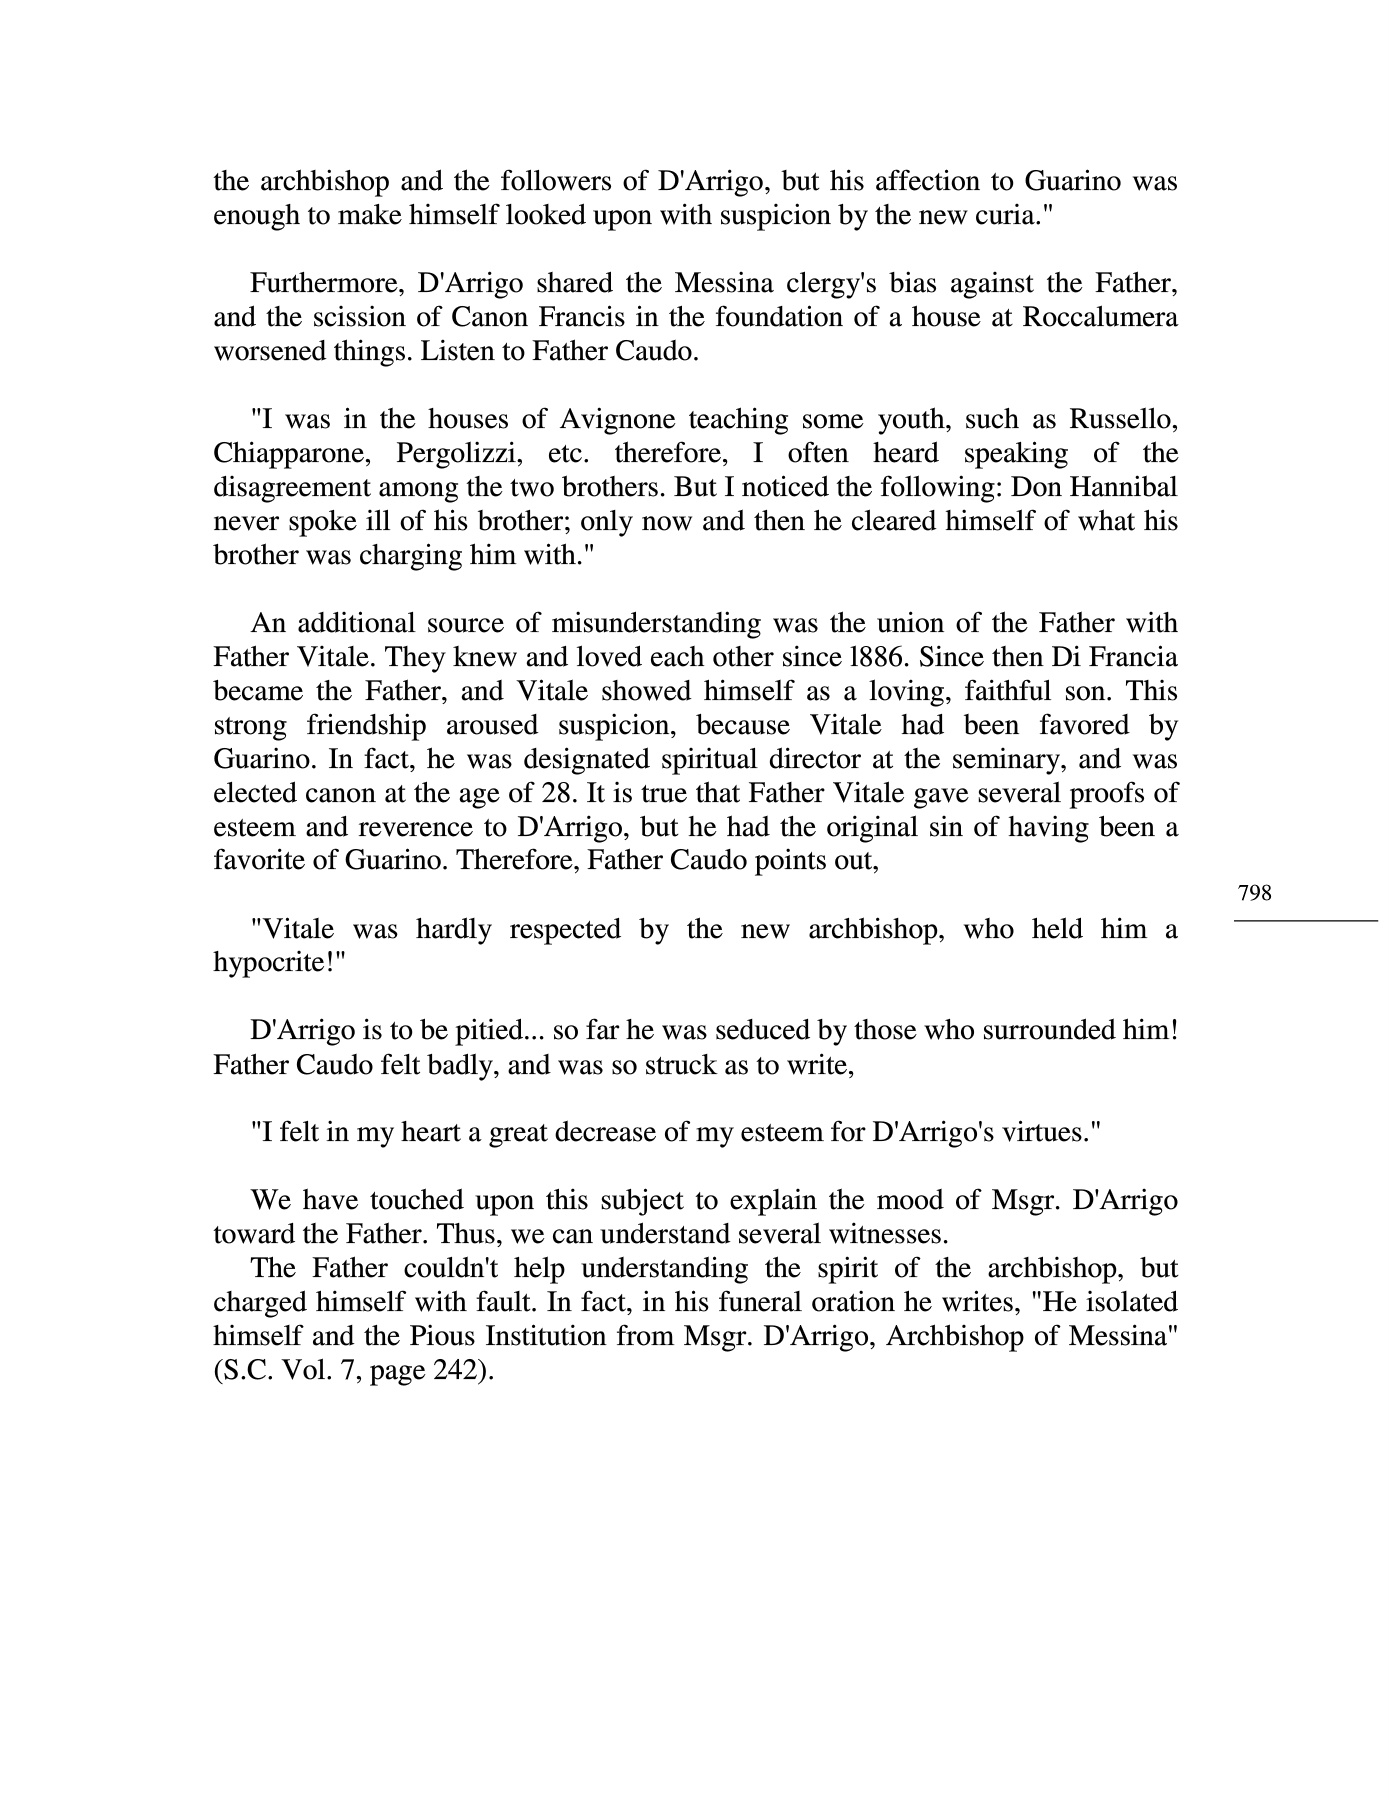 the archbishop and the followers of D'Arrigo, but his affection to Guarino was
enough to make himself looked upon with suspicion by the new curia."
Furthermore, D'Arrigo shared the Messina clergy's bias against the Father,
and the scission of Canon Francis in the foundation of a house at Roccalumera
worsened things. Listen to Father Caudo.
"I was in the houses of Avignone teaching some youth, such as Russello,
Chiapparone, Pergolizzi, etc. therefore, I often heard speaking of the
disagreement among the two brothers. But I noticed the following: Don Hannibal
never spoke ill of his brother; only now and then he cleared himself of what his
brother was charging him with."
An additional source of misunderstanding was the union of the Father with
Father Vitale. They knew and loved each other since l886. Since then Di Francia
became the Father, and Vitale showed himself as a loving, faithful son. This
strong friendship aroused suspicion, because Vitale had been favored by
Guarino. In fact, he was designated spiritual director at the seminary, and was
elected canon at the age of 28. It is true that Father Vitale gave several proofs of
esteem and reverence to D'Arrigo, but he had the original sin of having been a
favorite of Guarino. Therefore, Father Caudo points out,
798
"Vitale was hardly respected by the new archbishop, who held him a
hypocrite!"
D'Arrigo is to be pitied... so far he was seduced by those who surrounded him!
Father Caudo felt badly, and was so struck as to write,
"I felt in my heart a great decrease of my esteem for D'Arrigo's virtues."
We have touched upon this subject to explain the mood of Msgr. D'Arrigo
toward the Father. Thus, we can understand several witnesses.
The Father couldn't help understanding the spirit of the archbishop, but
charged himself with fault. In fact, in his funeral oration he writes, "He isolated
himself and the Pious Institution from Msgr. D'Arrigo, Archbishop of Messina"
(S.C. Vol. 7, page 242).